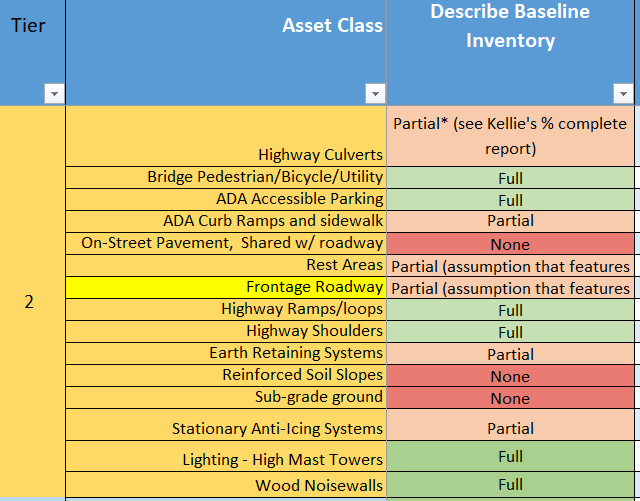 Tier Asset Class Describe Baseline
Inventory
Highway Culverts Partial* (see Kellie's % complete
report)
Bridge Pedestrian/Bicycle/Utility Full
ADA Accessible Parking Full
ADA Curb Ramps and sidewalk Partial
On-Street Pavement, Shared w/ roadway None
Rest Areas Partial (assumption that features
2 Frontage Roadway Partial (assumption that features
Highway Ramps/loops Full
Highway Shoulders Full
Earth Retaining Systems Partial
Reinforced Soil Slopes None
Sub-grade ground None
Stationary Anti-Icing Systems Partial
Lighting - High Mast Towers Full
Wood Noisewalls Full